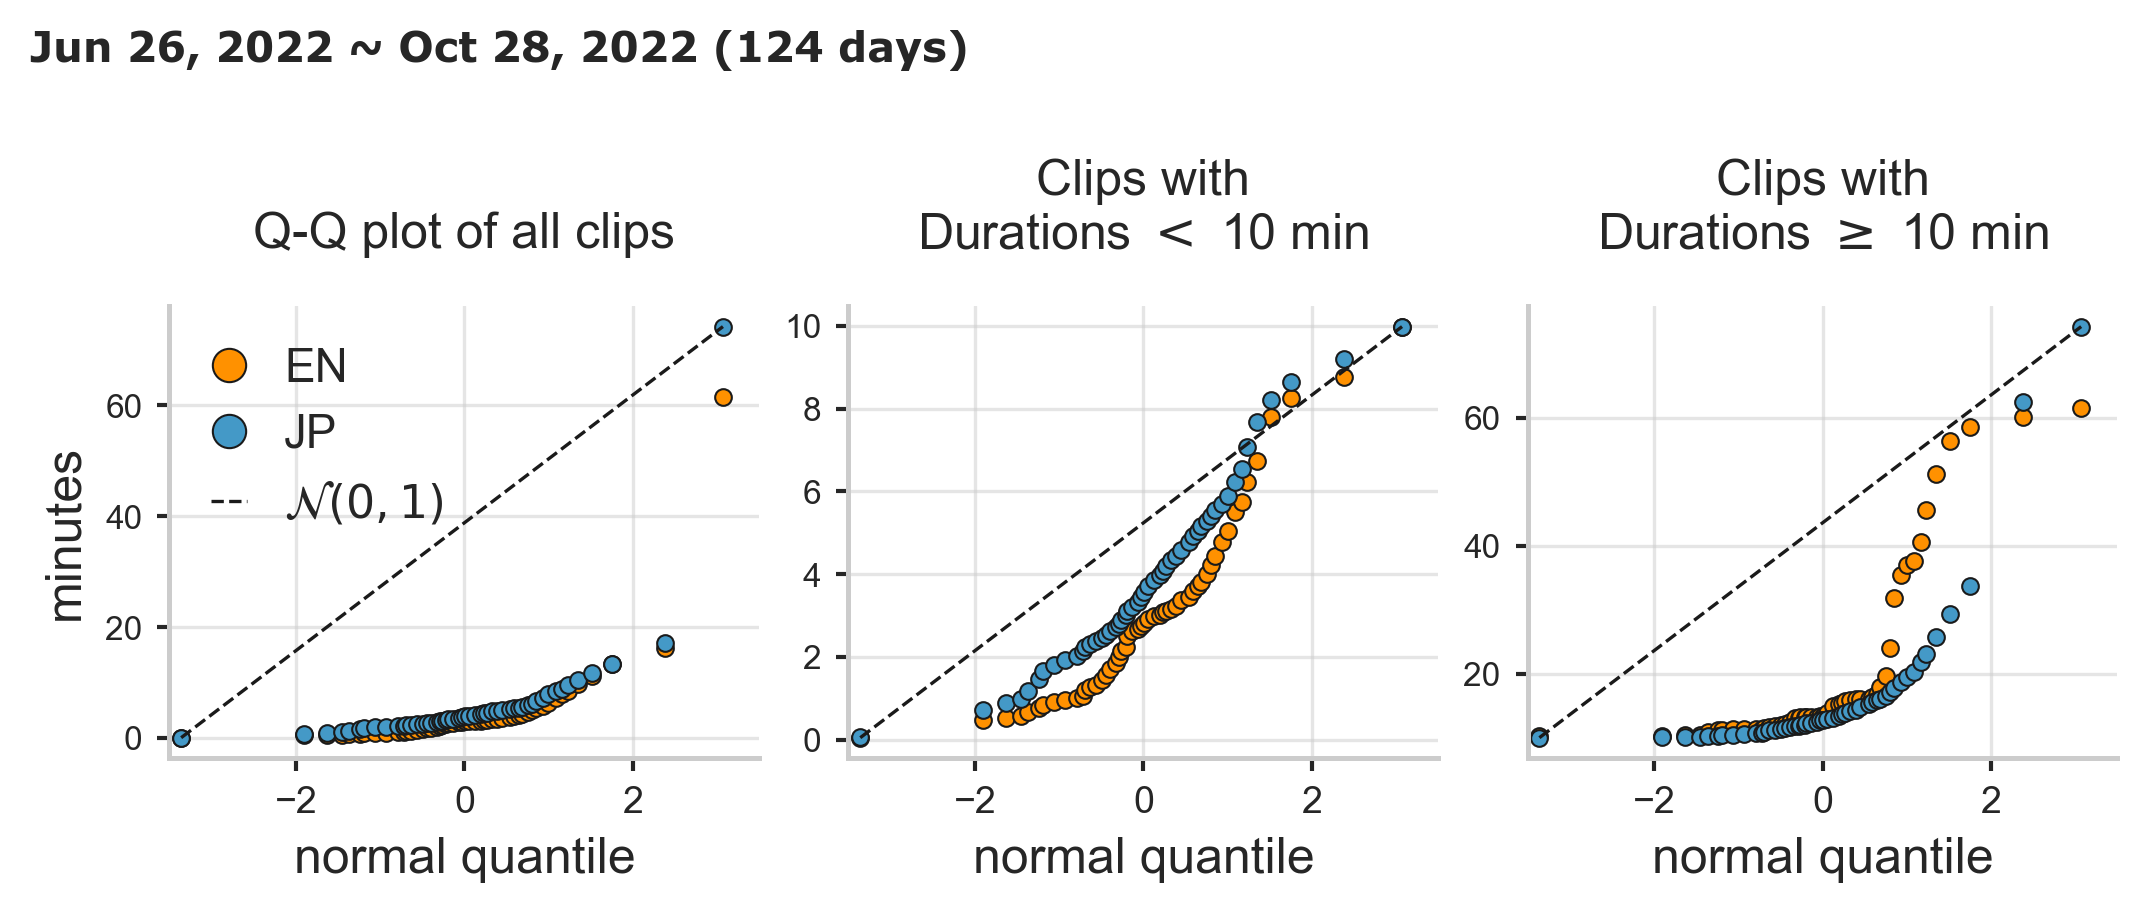 Jun 26, 2022 ~ Oct 28, 2022 (124 days)
Q-Q plot of all clips
Clips with
Durations < 10 min
Clips with
Durations ≥ 10 min
EN
JP
𝒩(0, 1)
minutes
60
40
20
0
−2
0
2
normal quantile
10
8
6
4
2
0
−2
0
2
normal quantile
60
40
20
−2
0
2
normal quantile